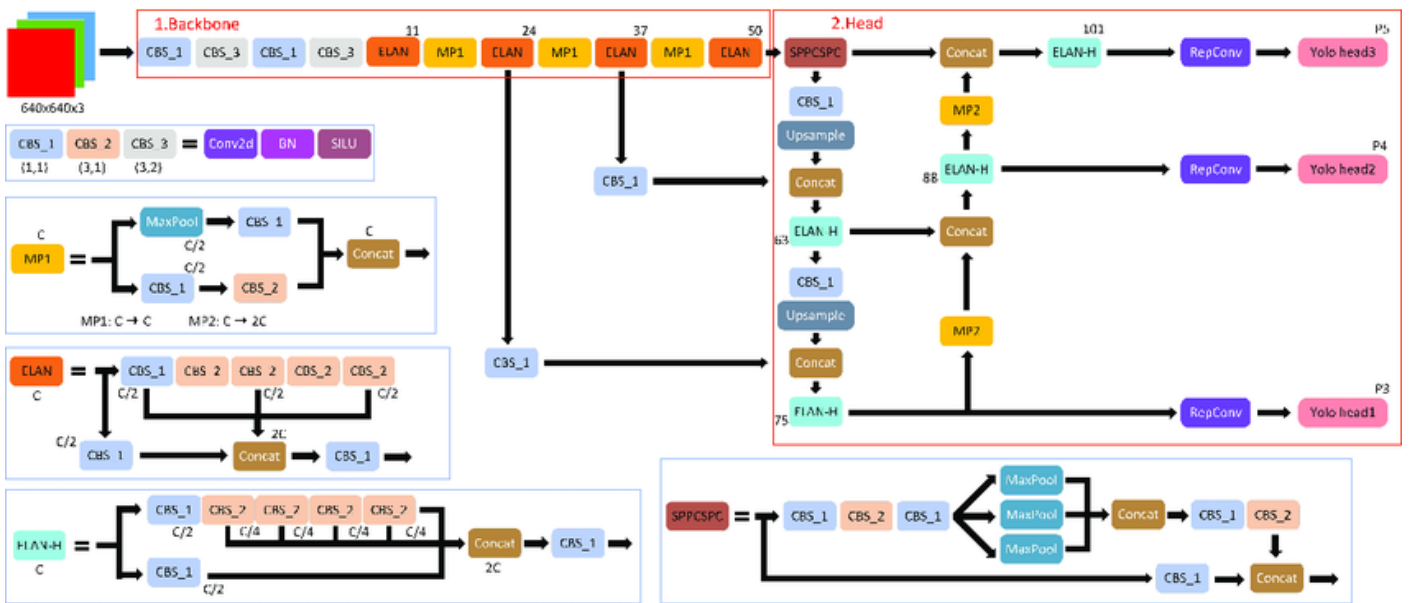 1.Backbone
11 24 37 50
CBS_1 CBS_3 CBS_1 CBS_3 ELAN MP1 ELAN MP1 ELAN MP1 ELAN
640x640x3
2.Head
101 P5
SPPCSPC Concat ELAN-H RepConv Yolo head3
CBS_1 MP2
Upsample P4
88 ELAN-H RepConv Yolo head2
CBS_1
Concat
63 ELAN-H Concat
CBS_1
Upsample MP2
CBS_1
Concat P3
75 ELAN-H RepConv Yolo head1
CBS_1 CBS_2 CBS_3 = Conv2d BN SILU
(1,1) (3,1) (3,2)
C MaxPool CBS_1 C
C/2
MP1 = Concat
C/2
CBS_1 CBS_2
MP1: C → C MP2: C → 2C
ELAN = CBS_1 CBS_2 CBS_2 CBS_2 CBS_2
C C/2 C/2 C/2
C/2 2C
CBS_1 Concat CBS_1
CBS_1 CBS_2 CBS_2 CBS_2 CBS_2
C/2 C/4 C/4 C/4 C/4
ELAN-H = Concat CBS_1
C 2C
CBS_1
C/2
MaxPool
SPPCSPC = CBS_1 CBS_2 CBS_1 MaxPool Concat CBS_1 CBS_2
MaxPool
CBS_1 Concat